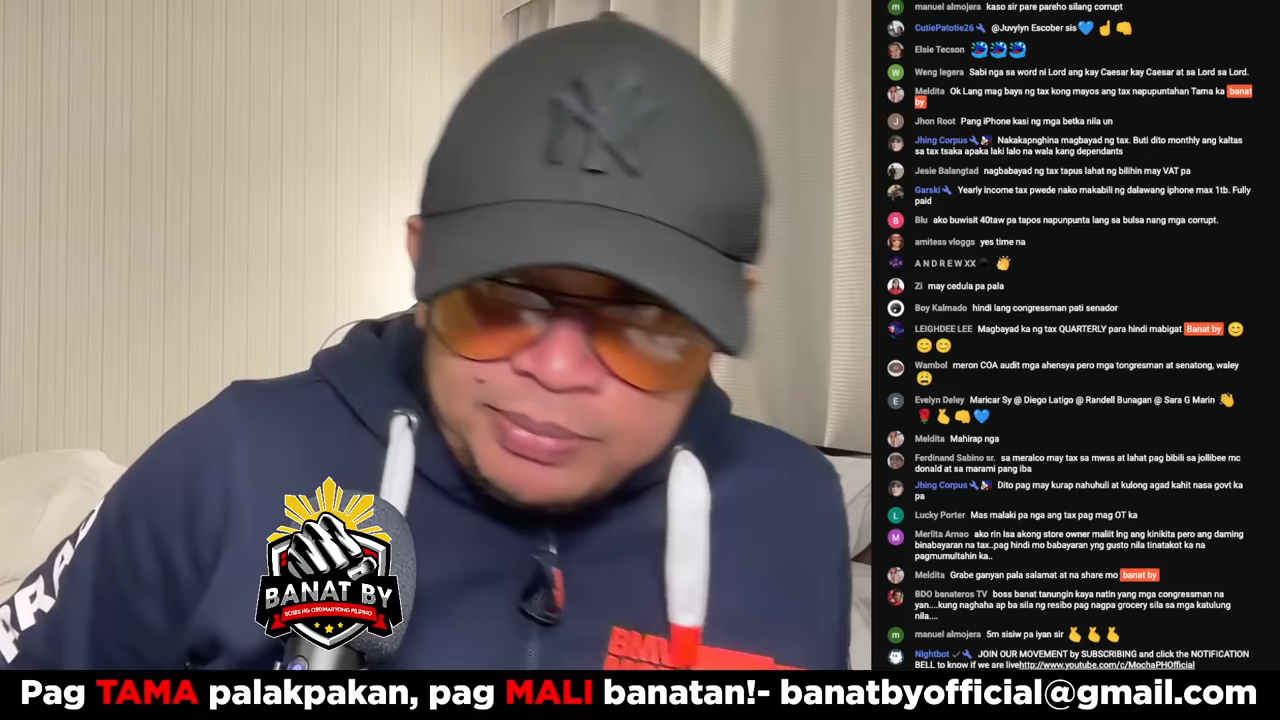 manuel almojera kaso sir pare pareho silang corrupt
CutiePatotie26 @Juvylyn Escober sis
Elsie Tecson
W Weng legera Sabi nga sa word ni Lord ang kay Caesar kay Caesar at sa Lord sa Lord.
Meldita Ok Lang mag bays ng tax kong mayos ang tax napupuntahan Tama ka banat
by
J Jhon Root Pang iPhone kasi ng mga betka nila un
Jhing Corpus Nakakapnghina magbayad ng tax. Buti dito monthly ang kaltas
sa tax tsaka apaka laki lalo na wala kang dependants
Jesie Balangtad nagbabayad ng tax tapus lahat ng bilihin may VAT pa
Garski Yearly income tax pwede nako makabili ng dalawang iphone max 1tb. Fully
paid
B Blu ako buwisit 40taw pa tapos napunpunta lang sa bulsa nang mga corrupt.
amitess vloggs yes time na
A N D R E W XX
Zi may cedula pa pala
Boy Kalmado hindi lang congressman pati senador
LEIGHDEE LEE Magbayad ka ng tax QUARTERLY para hindi mabigat Banat by
Wambol meron COA audit mga ahensya pero mga tongresman at senatong, waley
E Evelyn Deley Maricar Sy @ Diego Latigo @ Randell Bunagan @ Sara G Marin
Meldita Mahirap nga
Ferdinand Sabino sr. sa meralco may tax sa mwss at lahat pag bibili sa jollibee mc
donald at sa marami pang iba
Jhing Corpus Dito pag may kurap nahuhuli at kulong agad kahit nasa govt ka
pa
L Lucky Porter Mas malaki pa nga ang tax pag mag OT ka
M Merlita Arnao ako rin Isa akong store owner maliit lng ang kinikita pero ang daming
binabayaran na tax..pag hindi mo babayaran yng gusto nila tinatakot ka na
pagmumultahin ka..
Meldita Grabe ganyan pala salamat at na share mo banat by
BDO banateros TV boss banat tanungin kaya natin yang mga congressman na
yan....kung naghaha ap ba sila ng resibo pag nagpa grocery sila sa mga katulung
nila....
m manuel almojera 5m sisiw pa iyan sir
Nightbot JOIN OUR MOVEMENT by SUBSCRIBING and click the NOTIFICATION
BELL to know if we are livehttp://www.youtube.com/c/MochaPHOfficial
NY
BANAT BY
BOSES NG ORDINARYONG PILIPINO
Pag TAMA palakpakan, pag MALI banatan!- banatbyofficial@gmail.com